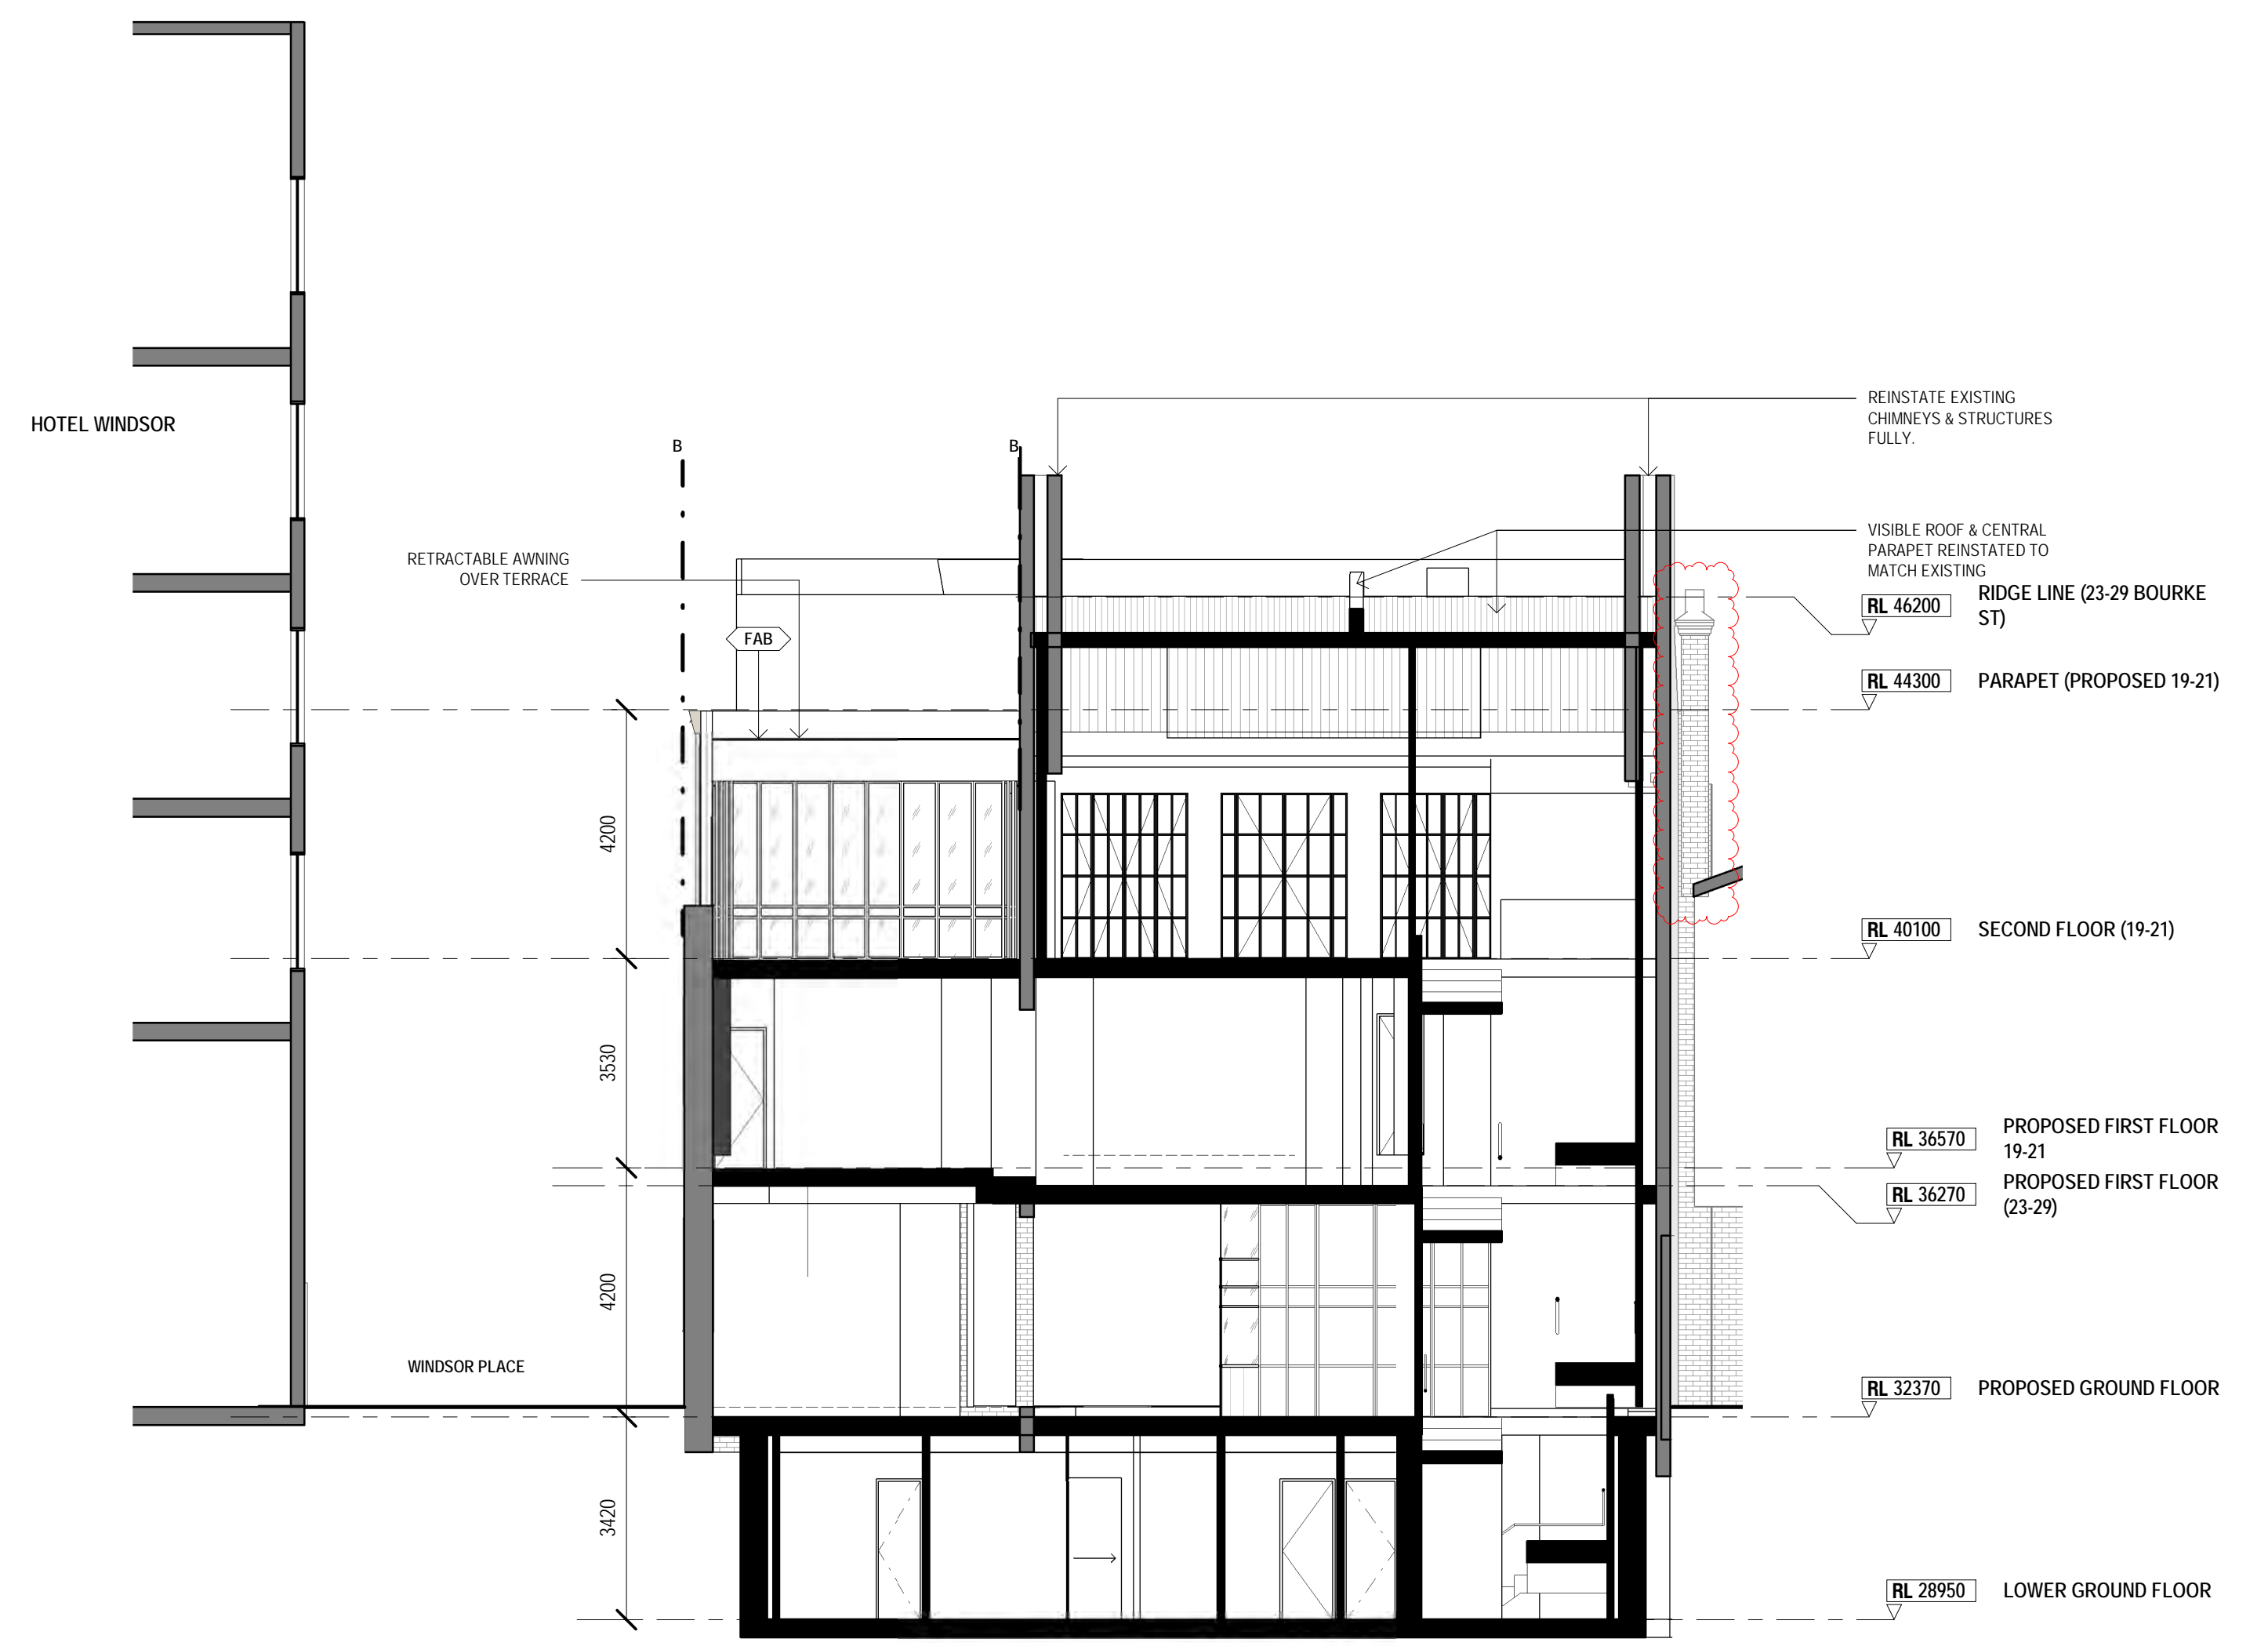 HOTEL WINDSOR
B
B
REINSTATE EXISTING
CHIMNEYS & STRUCTURES
FULLY.
VISIBLE ROOF & CENTRAL
PARAPET REINSTATED TO
MATCH EXISTING
RETRACTABLE AWNING
OVER TERRACE
FAB
RL 46200
RIDGE LINE (23-29 BOURKE
ST)
RL 44300
PARAPET (PROPOSED 19-21)
4200
RL 40100
SECOND FLOOR (19-21)
3530
RL 36570
PROPOSED FIRST FLOOR
19-21
RL 36270
PROPOSED FIRST FLOOR
(23-29)
4200
WINDSOR PLACE
RL 32370
PROPOSED GROUND FLOOR
3420
RL 28950
LOWER GROUND FLOOR